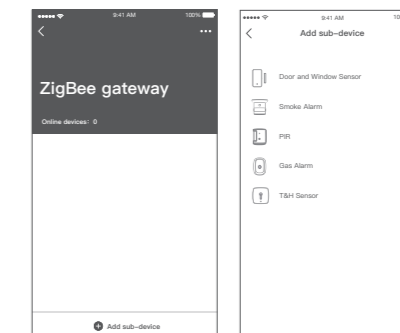 9:41 AM 100%
ZigBee gateway
Online devices: 0
Add sub-device
9:41 AM 10
Add sub-device
Door and Window Sensor
Smoke Alarm
PIR
Gas Alarm
T&H Sensor